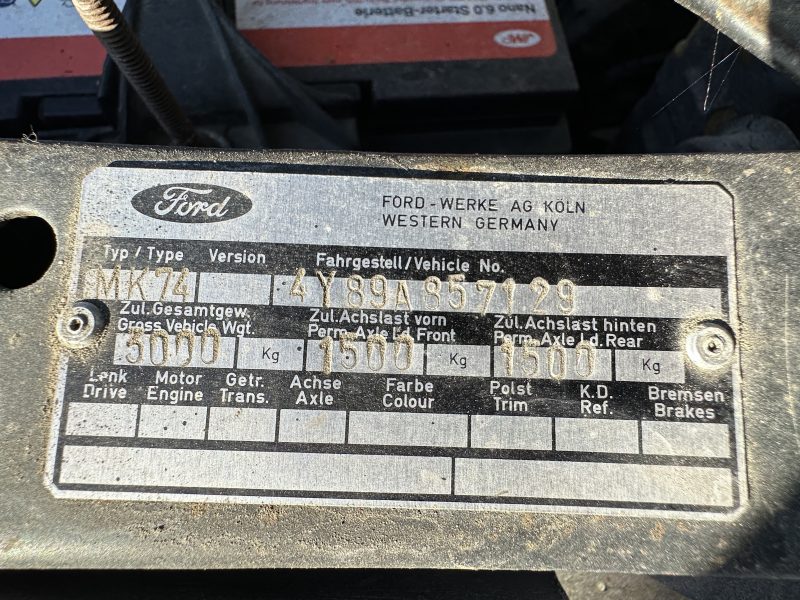 Nano 6.0 Starter-Batterie
Ford
FORD-WERKE AG KÖLN
WESTERN GERMANY
Typ / Type Version Fahrgestell/Vehicle No.
MK74 4Y89A857129
Zul.Gesamtgew. Zul.Achslast vorn Zul.Achslast hinten
Gross Vehicle Wgt. Perm.Axle Ld.Front Perm.Axle Ld.Rear
3000 Kg 1500 Kg 1500 Kg
Lenk Motor Getr. Achse Farbe Polst K.D. Bremsen
Drive Engine Trans. Axle Colour Trim Ref. Brakes